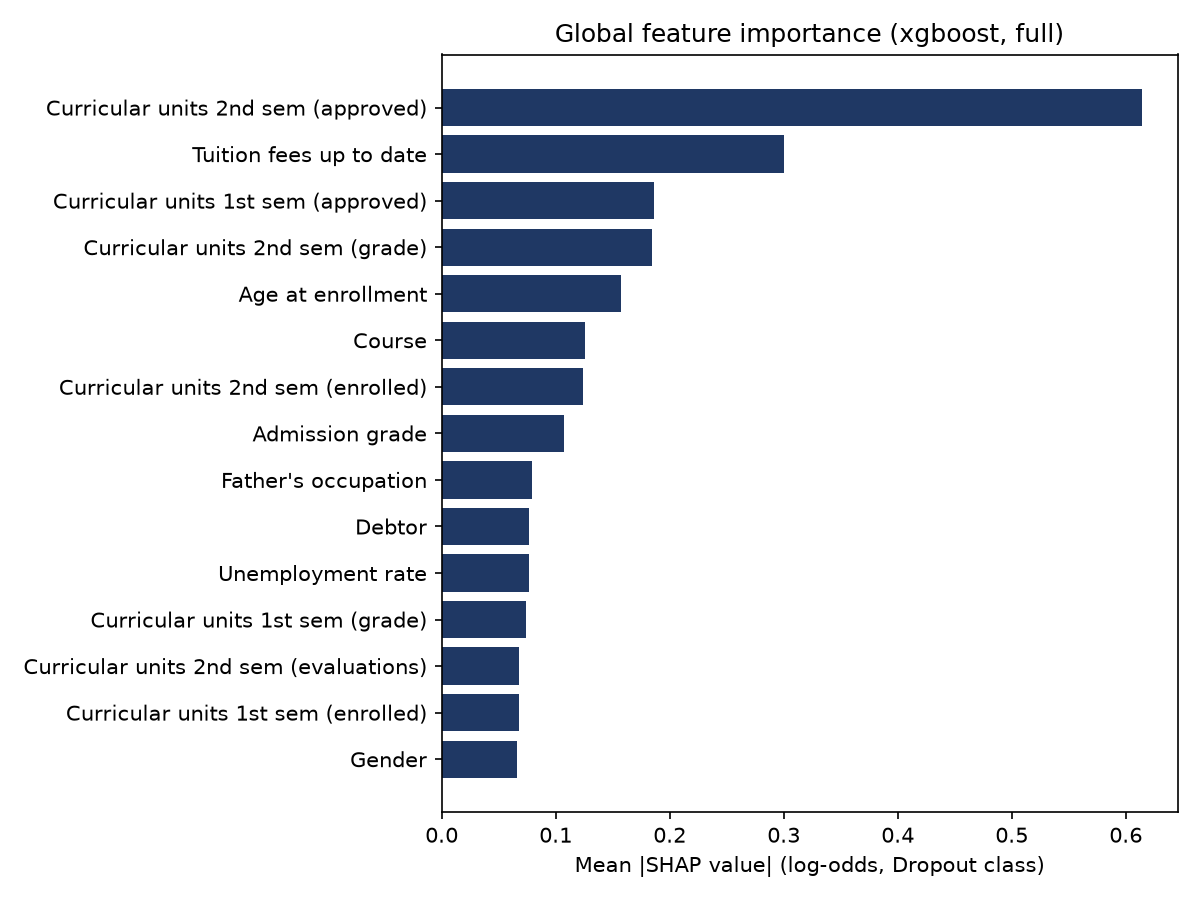 Global feature importance (xgboost, full)
Curricular units 2nd sem (approved)
Tuition fees up to date
Curricular units 1st sem (approved)
Curricular units 2nd sem (grade)
Age at enrollment
Course
Curricular units 2nd sem (enrolled)
Admission grade
Father's occupation
Debtor
Unemployment rate
Curricular units 1st sem (grade)
Curricular units 2nd sem (evaluations)
Curricular units 1st sem (enrolled)
Gender
0.0 0.1 0.2 0.3 0.4 0.5 0.6
Mean |SHAP value| (log-odds, Dropout class)